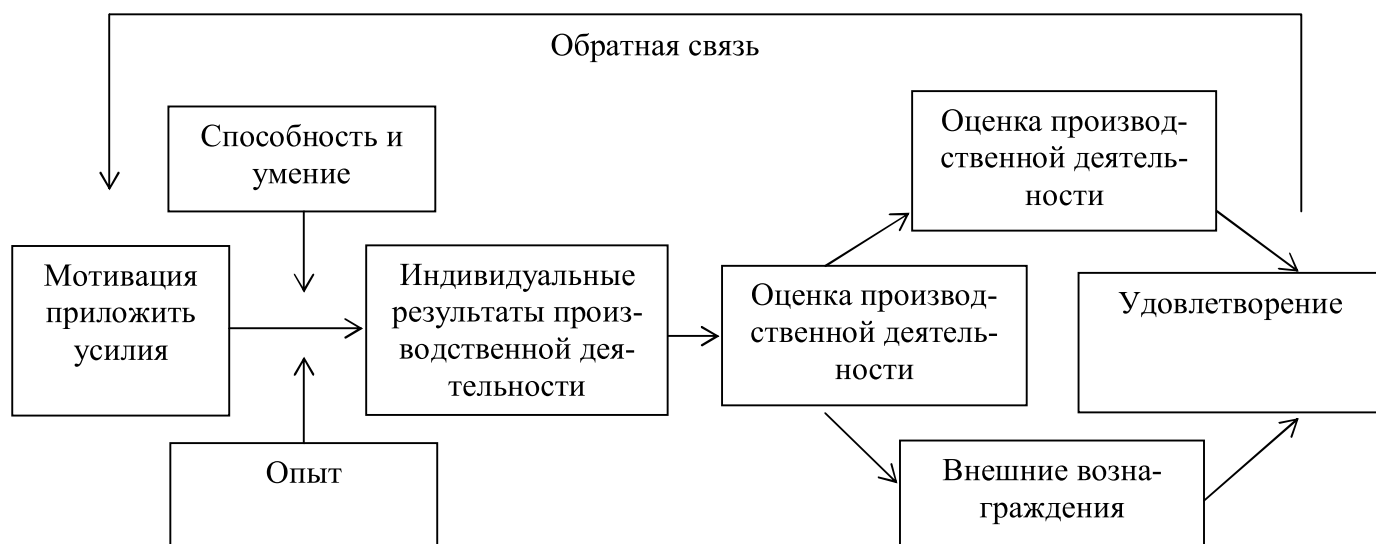 Обратная связь
Способность и
умение
Оценка производ-
ственной деятель-
ности
Мотивация
приложить
усилия
Индивидуальные
результаты произ-
водственной дея-
тельности
Оценка производ-
ственной деятель-
ности
Удовлетворение
Опыт
Внешние возна-
граждения